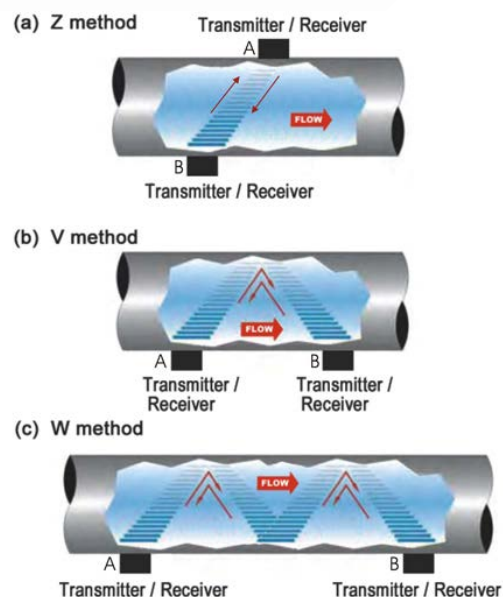 (a) Z method
Transmitter / Receiver
A
FLOW
B
Transmitter / Receiver
(b) V method
FLOW
A
B
Transmitter /
Receiver
Transmitter /
Receiver
(c) W method
FLOW
A
B
Transmitter / Receiver
Transmitter / Receiver